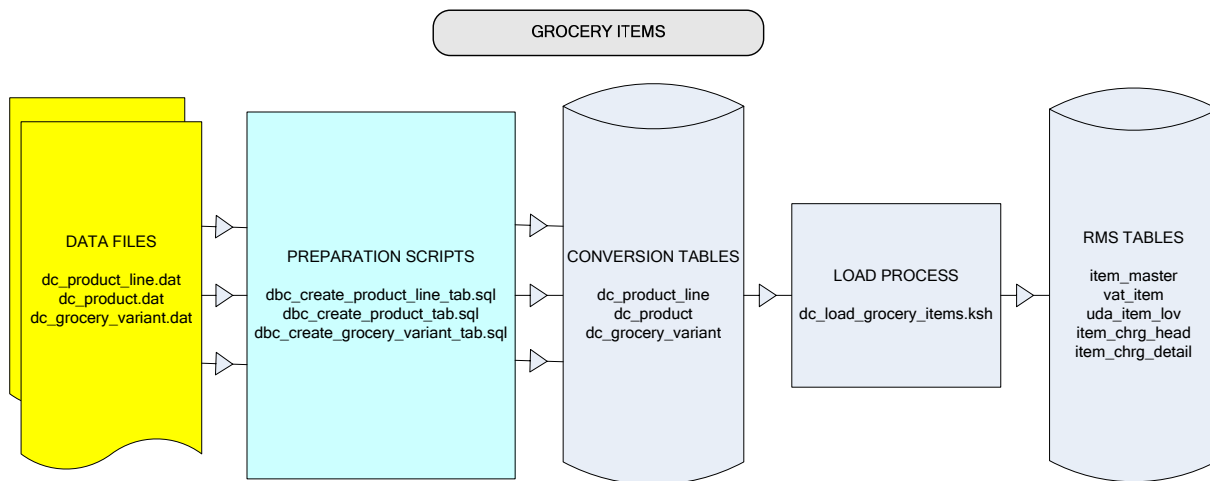 GROCERY ITEMS
DATA FILES
dc_product_line.dat
dc_product.dat
dc_grocery_variant.dat
PREPARATION SCRIPTS
dbc_create_product_line_tab.sql
dbc_create_product_tab.sql
dbc_create_grocery_variant_tab.sql
CONVERSION TABLES
dc_product_line
dc_product
dc_grocery_variant
LOAD PROCESS
dc_load_grocery_items.ksh
RMS TABLES
item_master
vat_item
uda_item_lov
item_chrg_head
item_chrg_detail